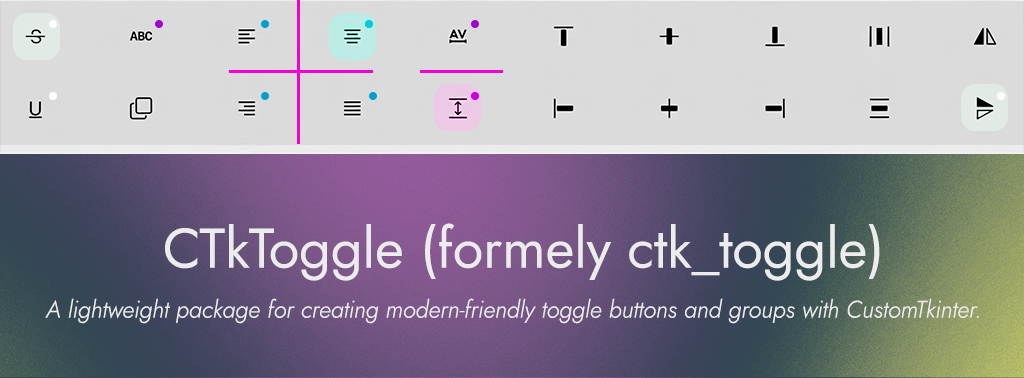 ABC
AV
U
CTkToggle (formely ctk_toggle)
A lightweight package for creating modern-friendly toggle buttons and groups with CustomTkinter.